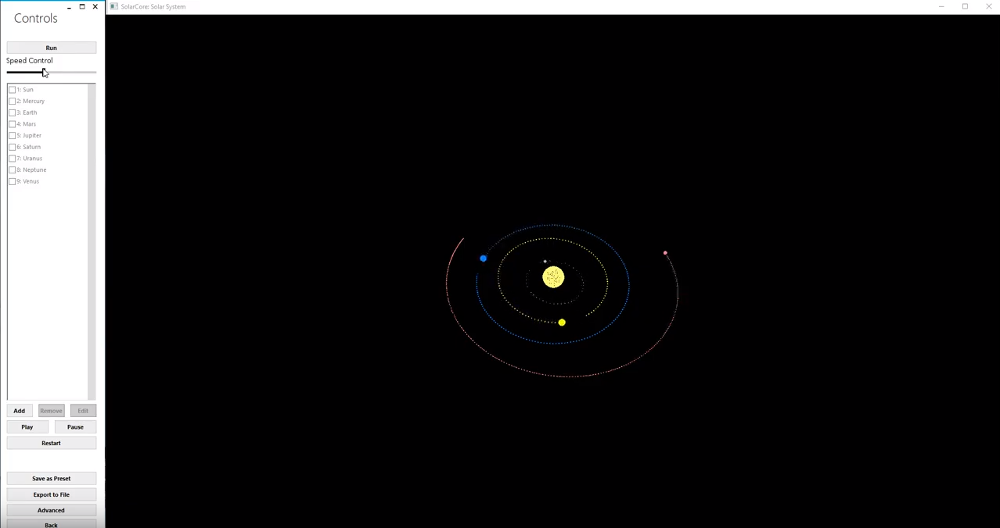 SolarCore: Solar System
Controls
Run
Speed Control
1: Sun
2: Mercury
3: Earth
4: Mars
5: Jupiter
6: Saturn
7: Uranus
8: Neptune
9: Venus
Add Remove Edit
Play Pause
Restart
Save as Preset
Export to File
Advanced
Back